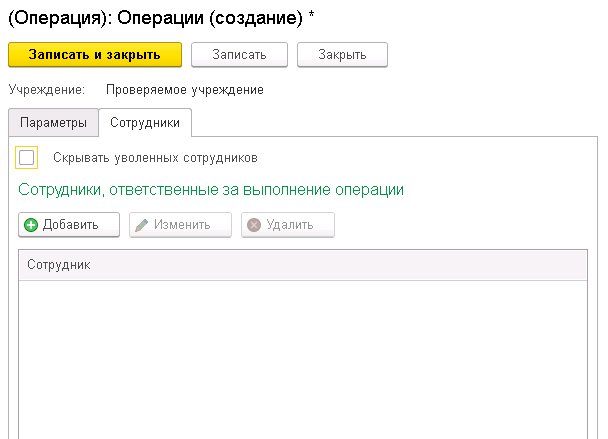 (Операция): Операции (создание) *
Записать и закрыть Записать Закрыть
Учреждение: Проверяемое учреждение
Параметры Сотрудники
Скрывать уволенных сотрудников
Сотрудники, ответственные за выполнение операции
Добавить Изменить Удалить
Сотрудник